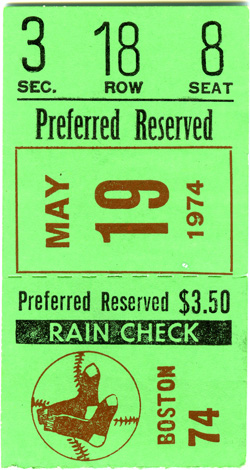 3 18 8
SEC. ROW SEAT
Preferred Reserved
MAY 19 1974
Preferred Reserved $3.50
RAIN CHECK
BOSTON 74